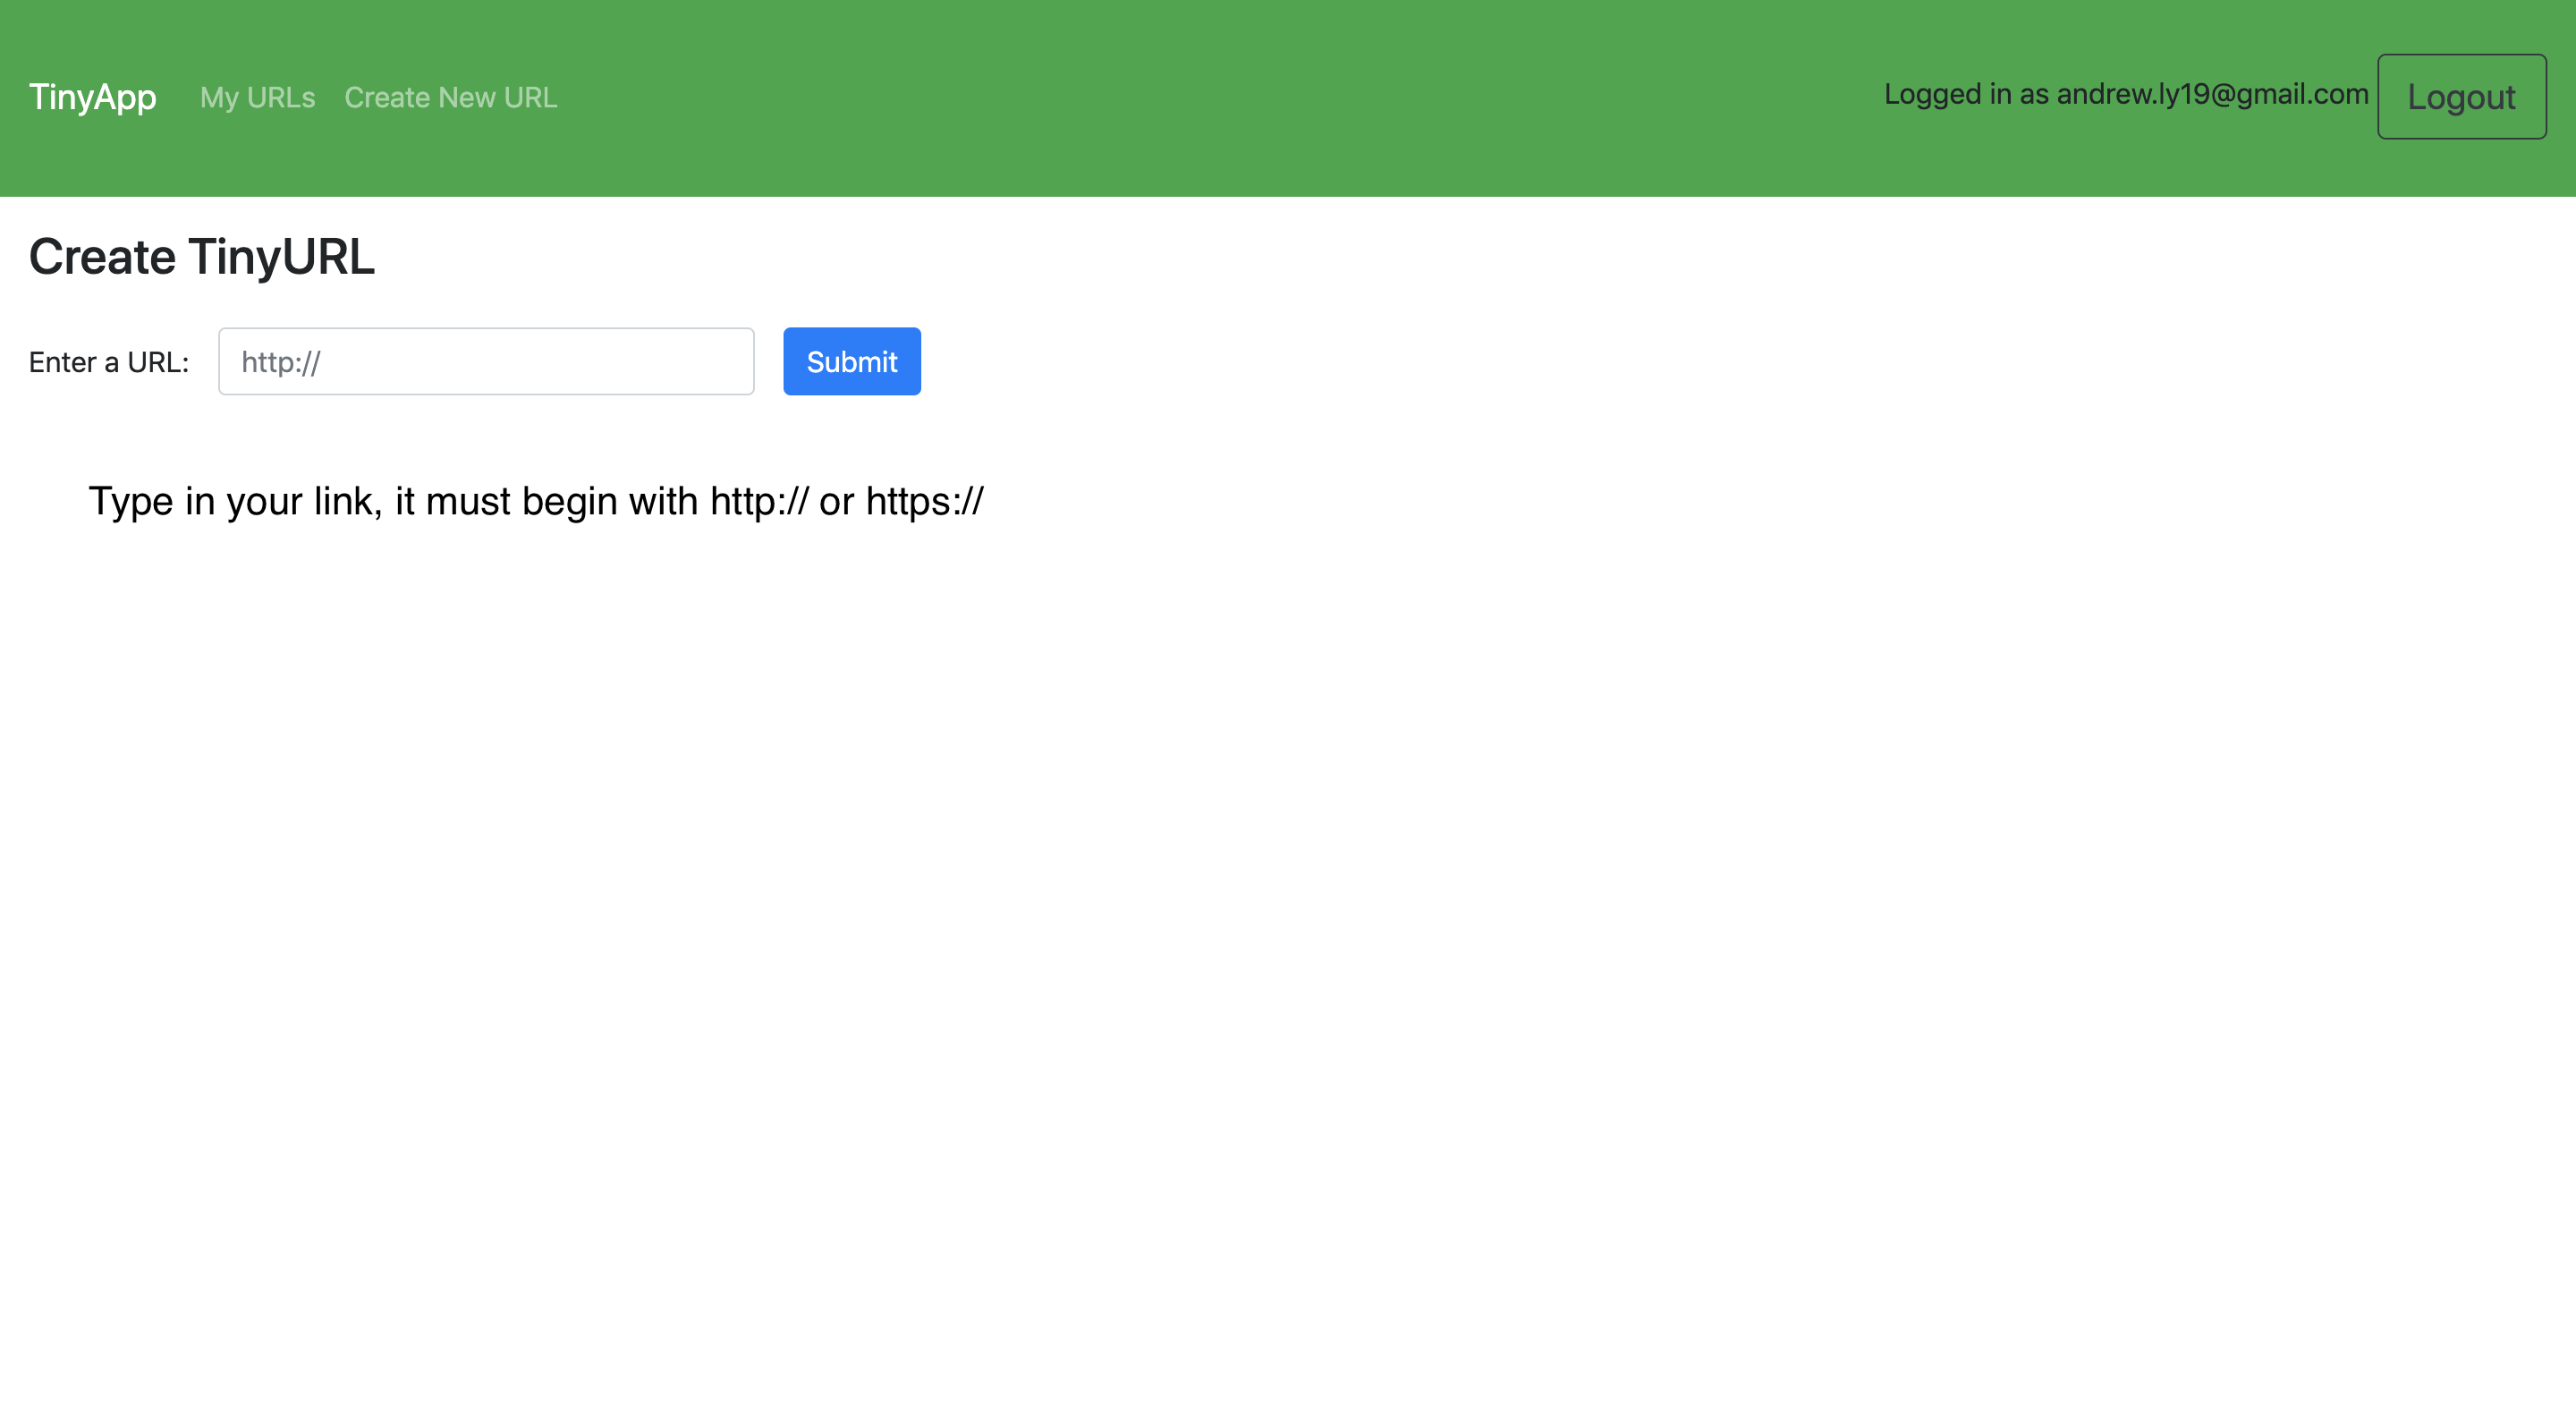 TinyApp My URLs Create New URL Logged in as andrew.ly19@gmail.com Logout
Create TinyURL
Enter a URL: http:// Submit
Type in your link, it must begin with http:// or https://